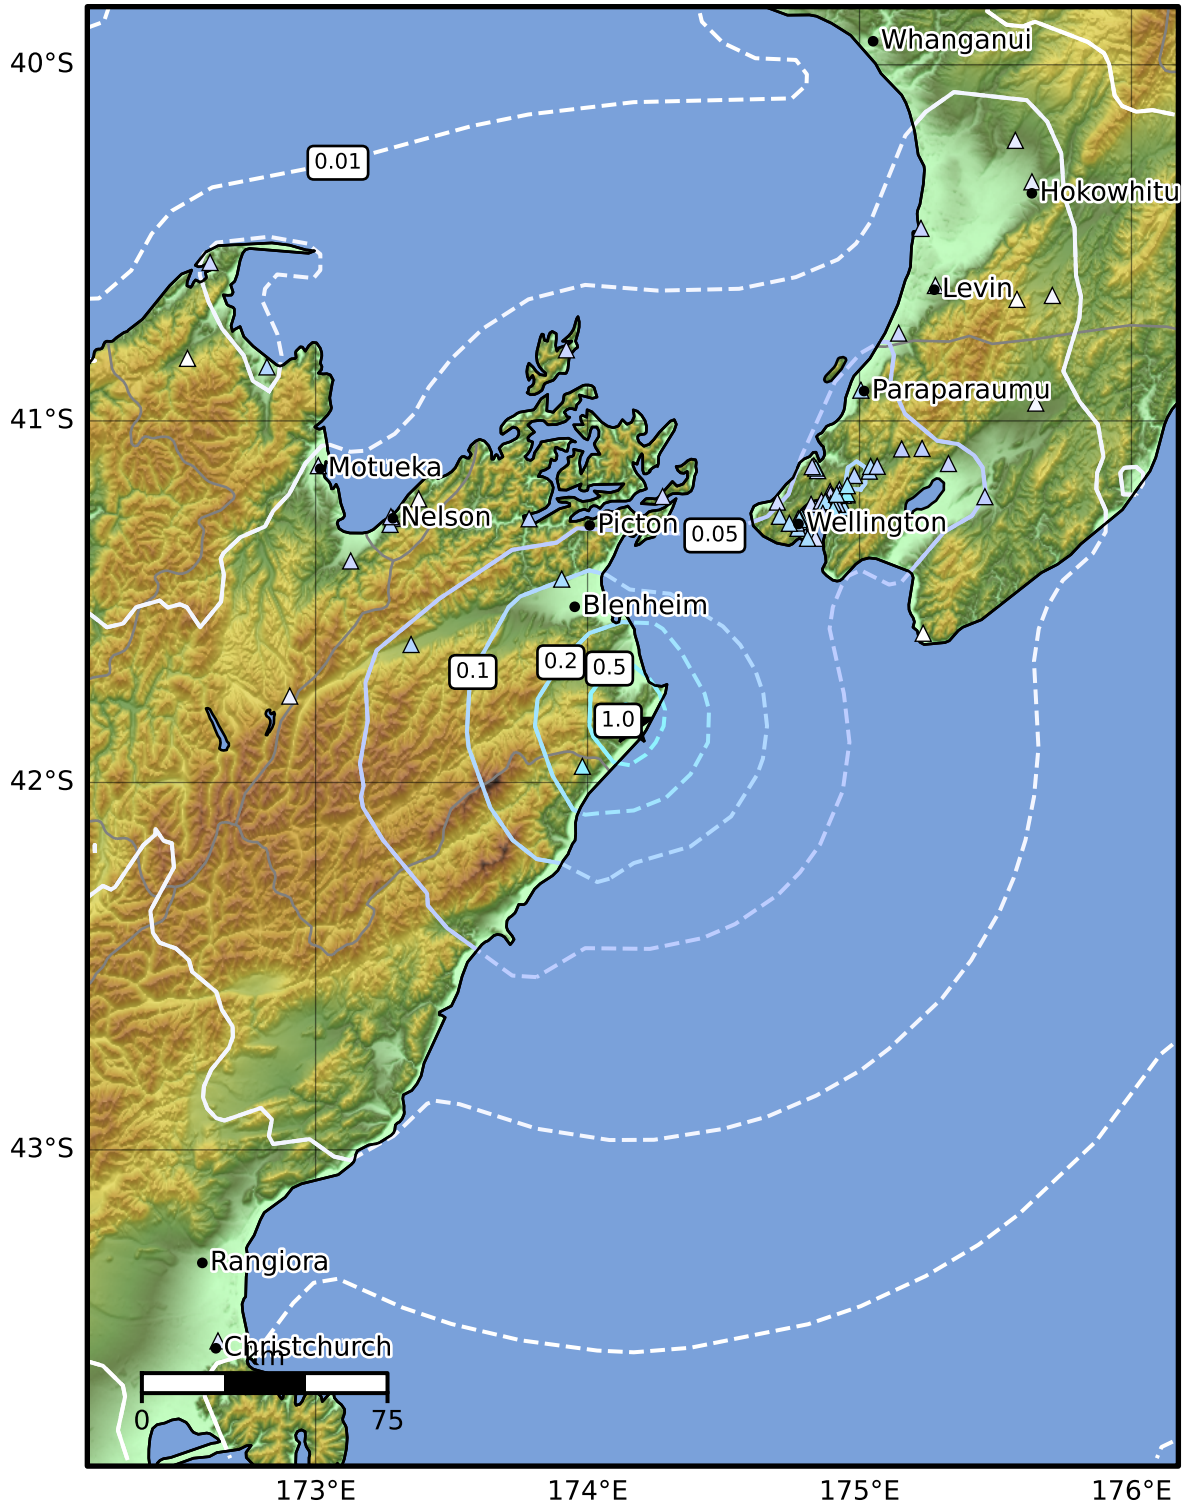 Whanganui
40°S
0.01
Hokowhitu
Levin
Paraparaumu
41°S
Motueka
Nelson
Picton
Wellington
0.05
Blenheim
0.1
0.2
0.5
1.0
42°S
43°S
Rangiora
Christchurch
km
0
75
173°E
174°E
175°E
176°E